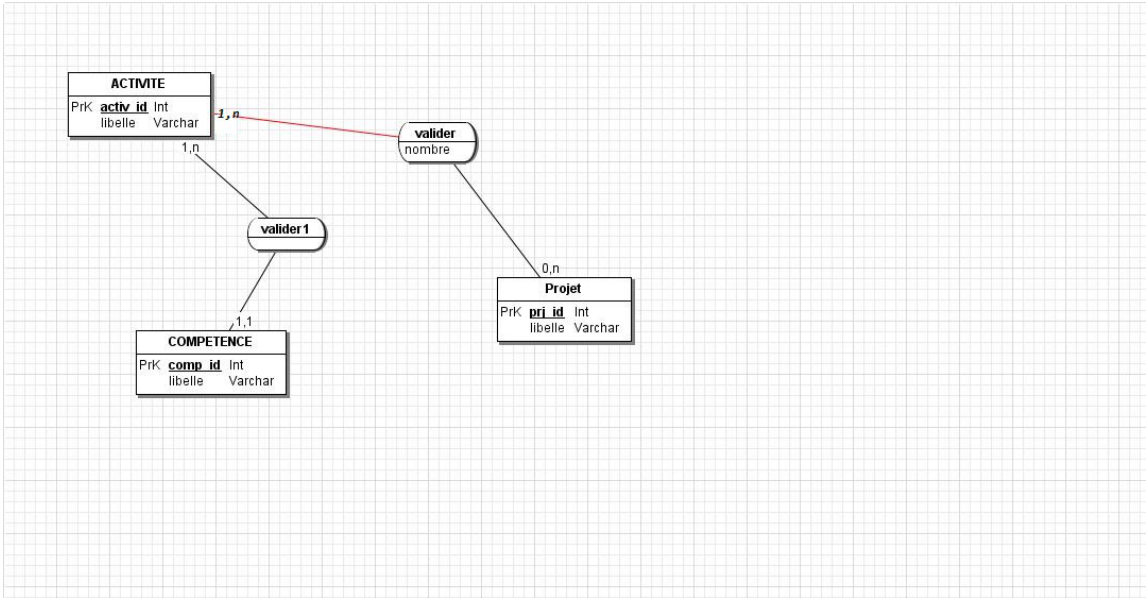 ACTIVITE
PrK activ_id Int
libelle Varchar
1,n
1,n
valider
nombre
valider1
0,n
Projet
PrK prj_id Int
libelle Varchar
1,1
COMPETENCE
PrK comp_id Int
libelle Varchar